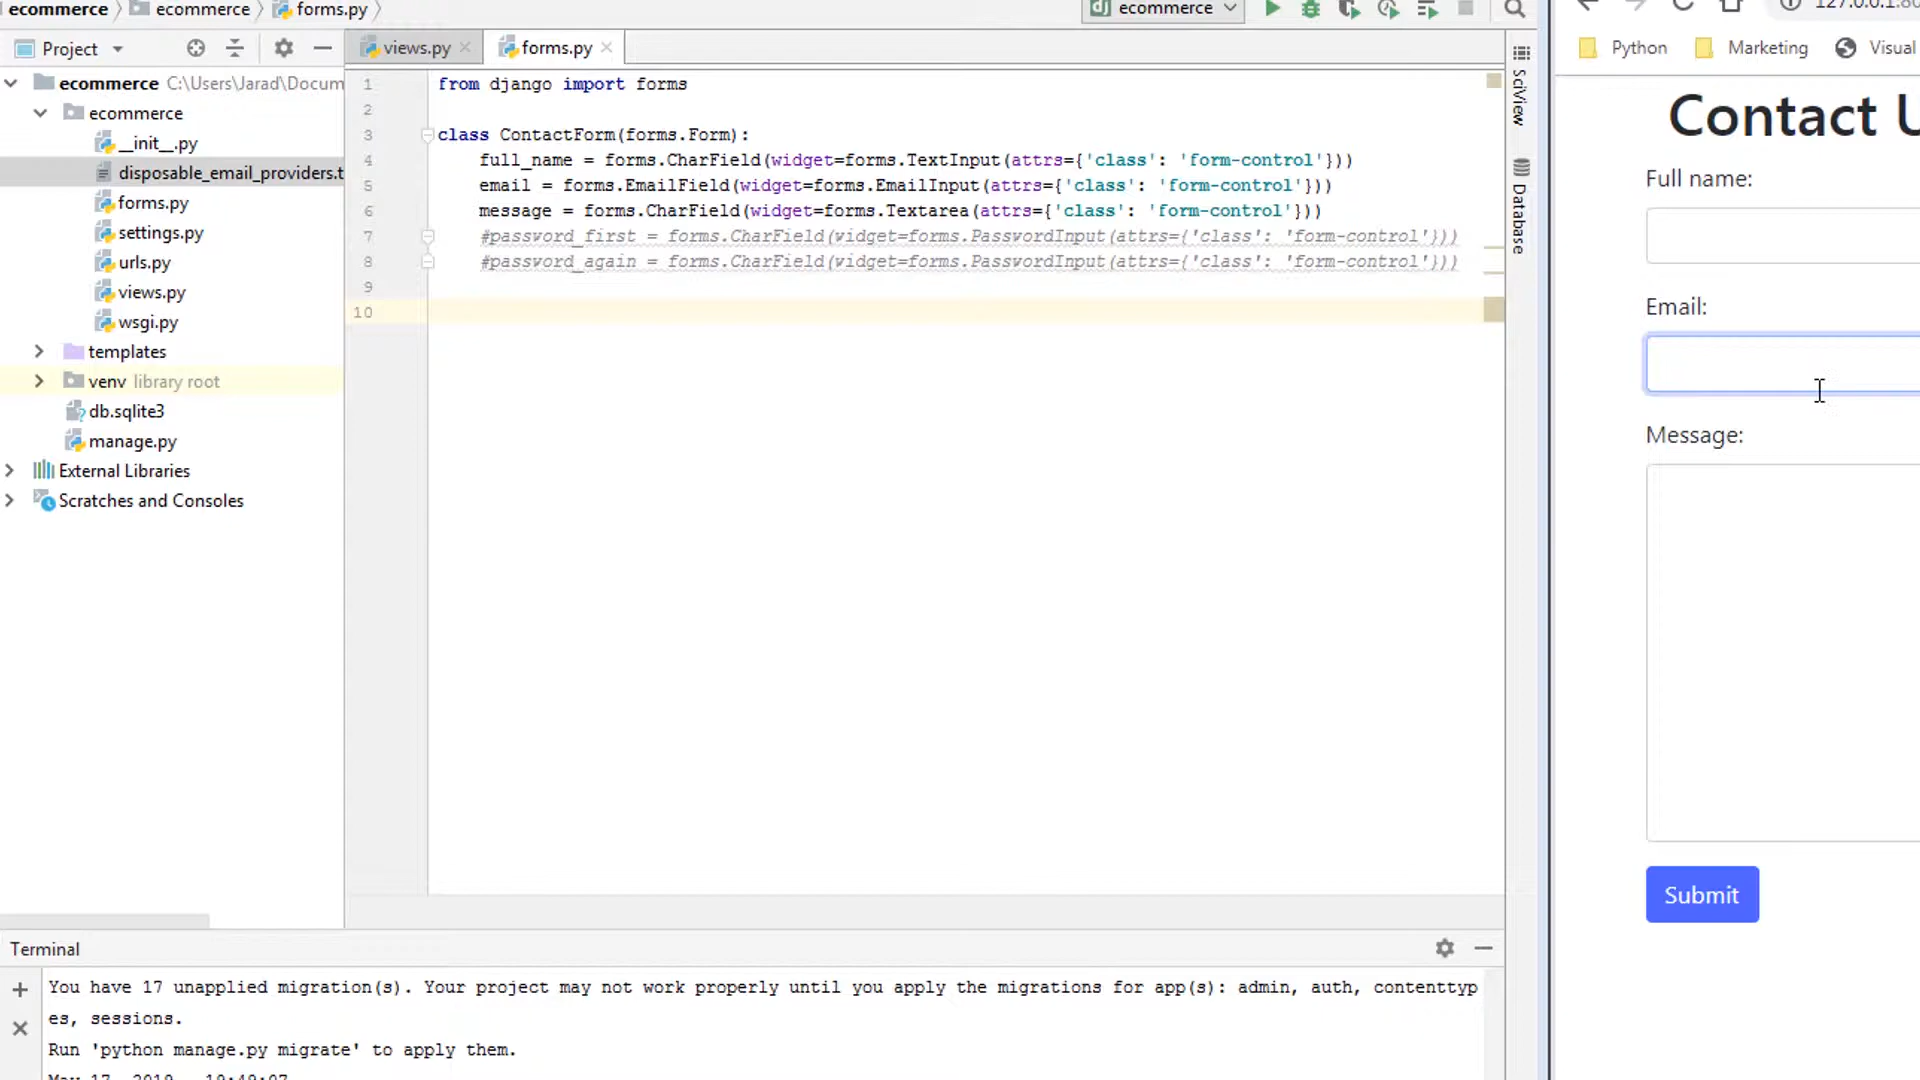 ecommerce
ecommerce
forms.py
ecommerce
Project
views.py
forms.py
Python
Marketing
Visual
ecommerce C:\Users\Jarad\Docum
ecommerce
__init__.py
disposable_email_providers.t
forms.py
settings.py
urls.py
views.py
wsgi.py
templates
venv library root
db.sqlite3
manage.py
External Libraries
Scratches and Consoles
1 from django import forms
2
3 class ContactForm(forms.Form):
4 full_name = forms.CharField(widget=forms.TextInput(attrs={'class': 'form-control'}))
5 email = forms.EmailField(widget=forms.EmailInput(attrs={'class': 'form-control'}))
6 message = forms.CharField(widget=forms.Textarea(attrs={'class': 'form-control'}))
7 #password_first = forms.CharField(widget=forms.PasswordInput(attrs={'class': 'form-control'}))
8 #password_again = forms.CharField(widget=forms.PasswordInput(attrs={'class': 'form-control'}))
9
10
SciView
Database
Contact U
Full name:
Email:
Message:
Submit
Terminal
You have 17 unapplied migration(s). Your project may not work properly until you apply the migrations for app(s): admin, auth, contenttyp
es, sessions.
Run 'python manage.py migrate' to apply them.